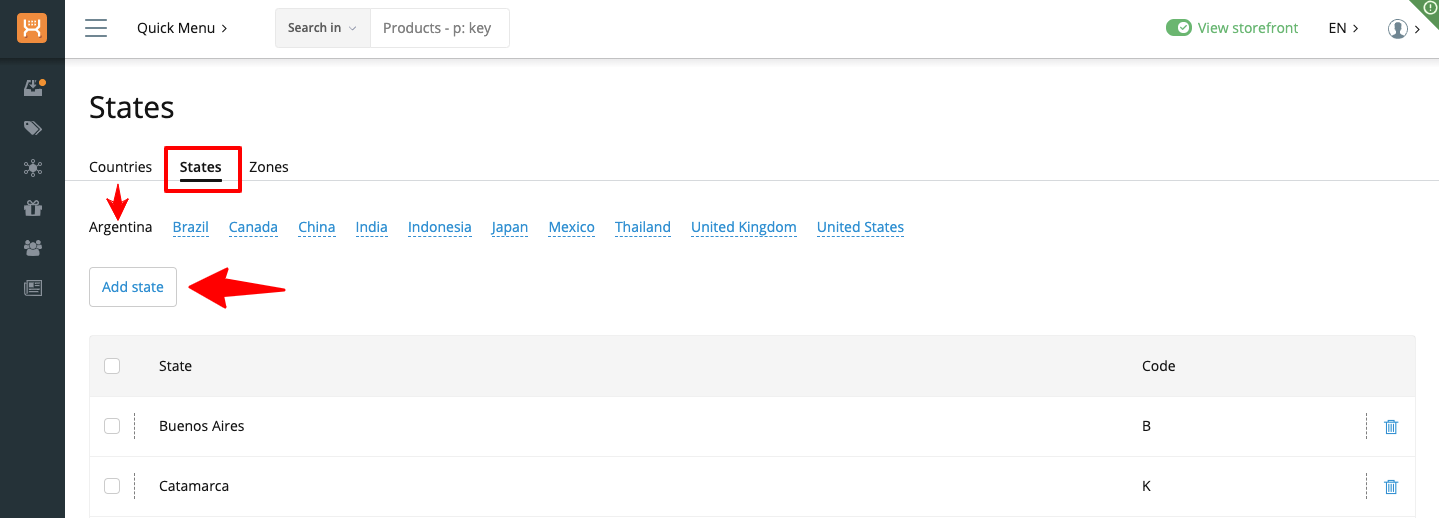 Quick Menu Search in Products - p: key View storefront EN
States
Countries States Zones
Argentina Brazil Canada China India Indonesia Japan Mexico Thailand United Kingdom United States
Add state
State Code
Buenos Aires B
Catamarca K